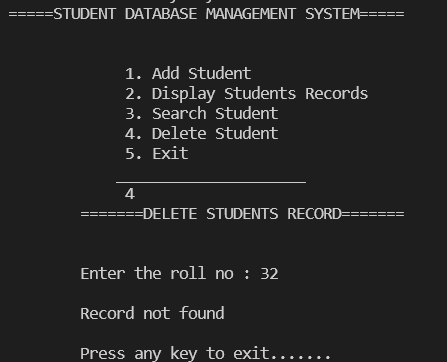 =====STUDENT DATABASE MANAGEMENT SYSTEM=====
1. Add Student
2. Display Students Records
3. Search Student
4. Delete Student
5. Exit
_____________________
4
=======DELETE STUDENTS RECORD=======
Enter the roll no : 32
Record not found
Press any key to exit.......